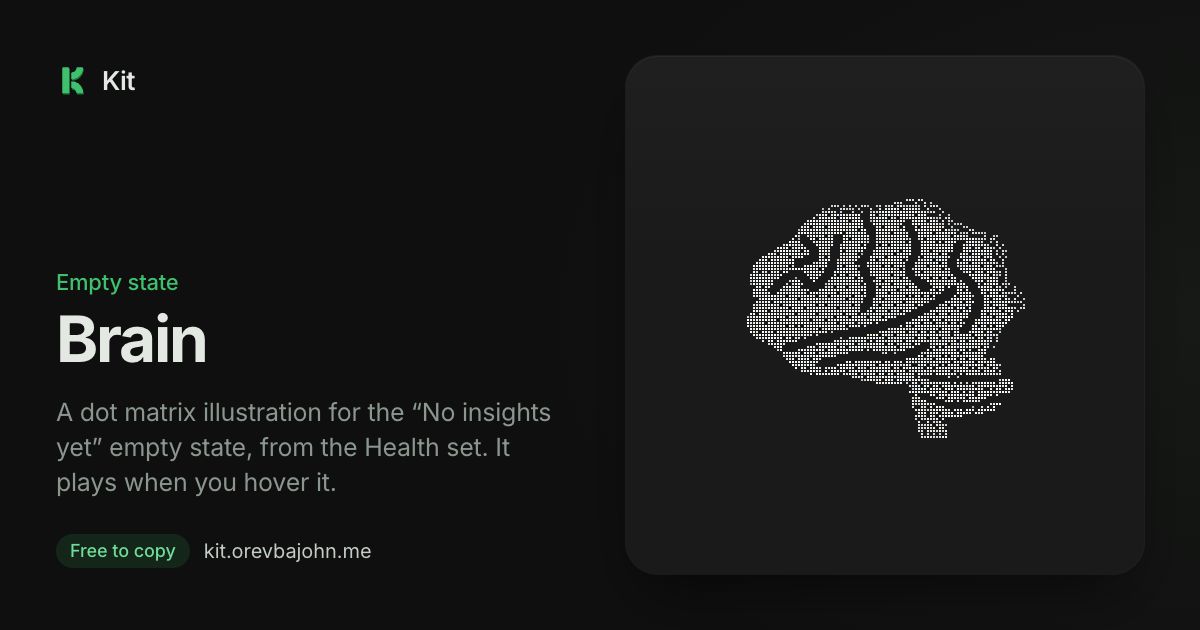 Kit
Empty state
Brain
A dot matrix illustration for the “No insights
yet” empty state, from the Health set. It
plays when you hover it.
Free to copy
kit.orevbajohn.me